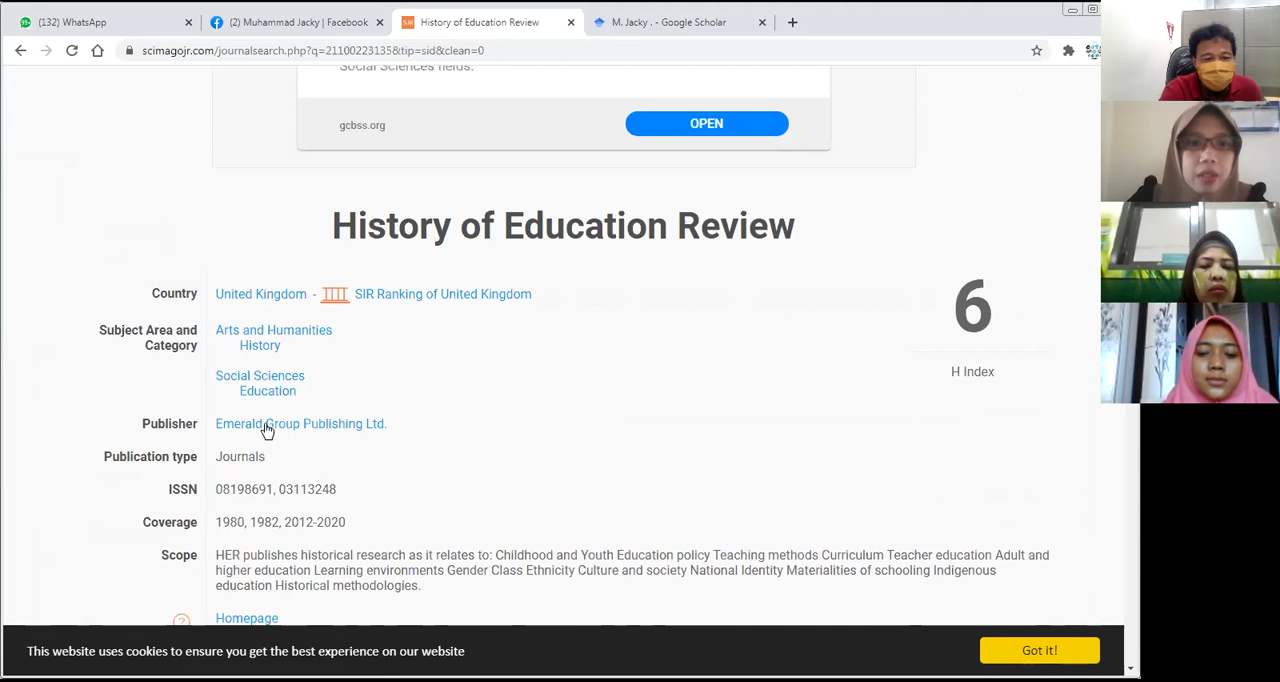 (132) WhatsApp
(2) Muhammad Jacky | Facebook
SJR
History of Education Review
M. Jacky . - Google Scholar
scimagojr.com/journalsearch.php?q=21100223135&tip=sid&clean=0
Social Sciences fields.
gcbss.org
OPEN
History of Education Review
Country
United Kingdom - SIR Ranking of United Kingdom
6
H Index
Subject Area and
Category
Arts and Humanities
History
Social Sciences
Education
Publisher
Emerald Group Publishing Ltd.
Publication type
Journals
ISSN
08198691, 03113248
Coverage
1980, 1982, 2012-2020
Scope
HER publishes historical research as it relates to: Childhood and Youth Education policy Teaching methods Curriculum Teacher education Adult and
higher education Learning environments Gender Class Ethnicity Culture and society National Identity Materialities of schooling Indigenous
education Historical methodologies.
?
Homepage
This website uses cookies to ensure you get the best experience on our website
Got it!